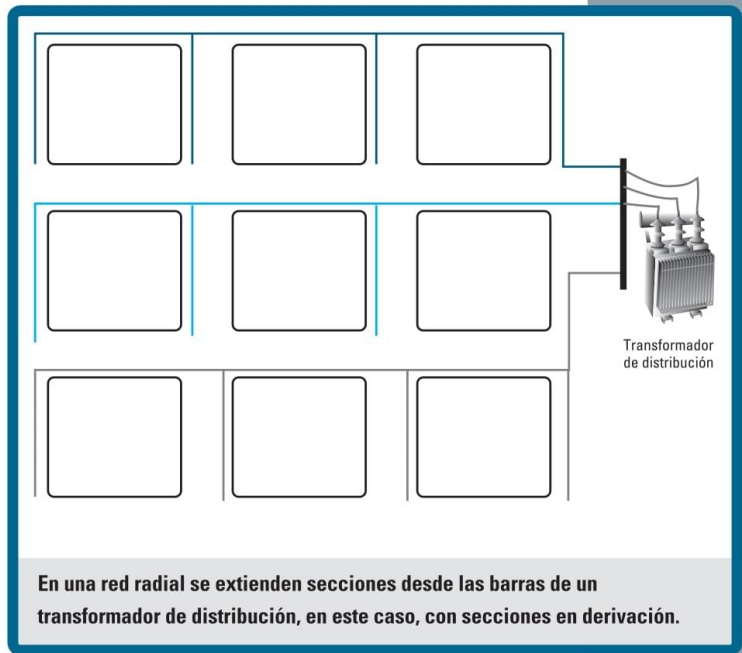 Transformador
de distribución
En una red radial se extienden secciones desde las barras de un
transformador de distribución, en este caso, con secciones en derivación.